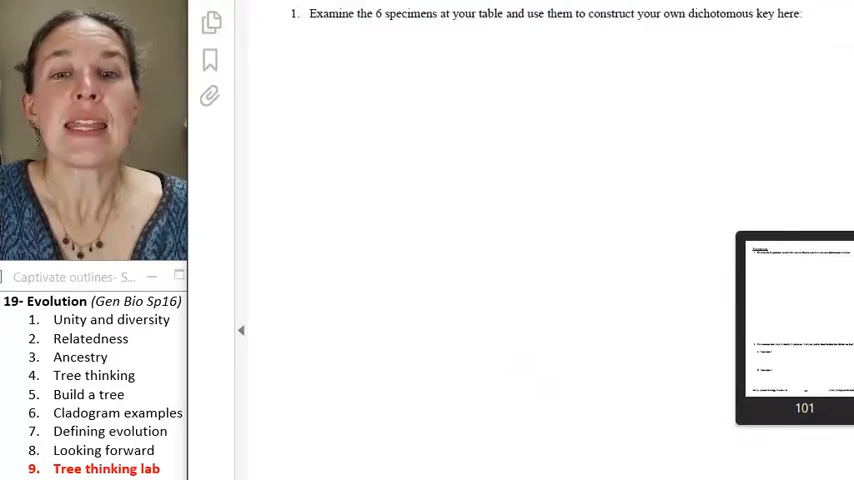 1. Examine the 6 specimens at your table and use them to construct your own dichotomous key here:
Captivate outlines- S...
19- Evolution (Gen Bio Sp16)
1. Unity and diversity
2. Relatedness
3. Ancestry
4. Tree thinking
5. Build a tree
6. Cladogram examples
7. Defining evolution
8. Looking forward
9. Tree thinking lab
101